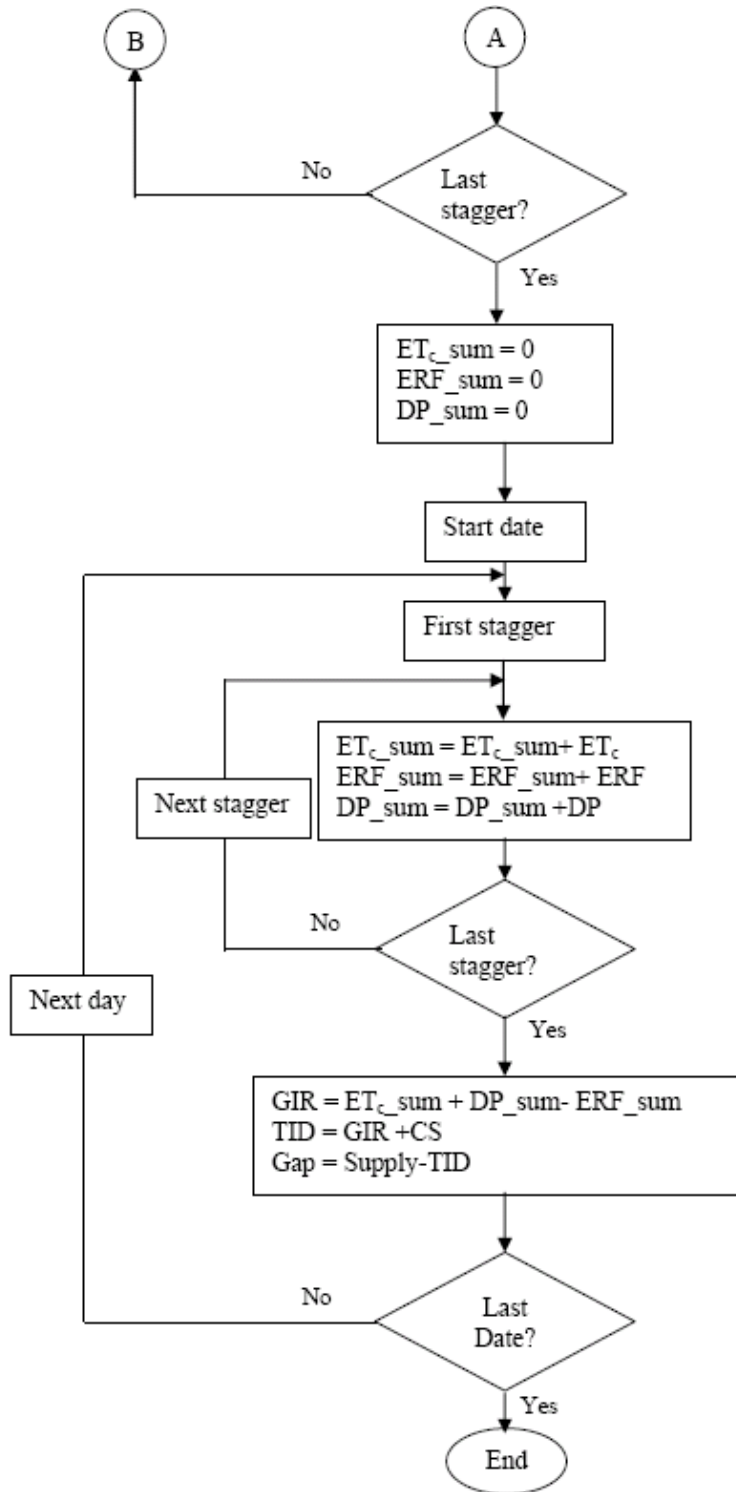 B
A
No
Last
stagger?
Yes
ETc_sum = 0
ERF_sum = 0
DP_sum = 0
Start date
First stagger
ETc_sum = ETc_sum+ ETc
ERF_sum = ERF_sum+ ERF
DP_sum = DP_sum +DP
Next stagger
No
Last
stagger?
Next day
Yes
GIR = ETc_sum + DP_sum- ERF_sum
TID = GIR +CS
Gap = Supply-TID
No
Last
Date?
Yes
End